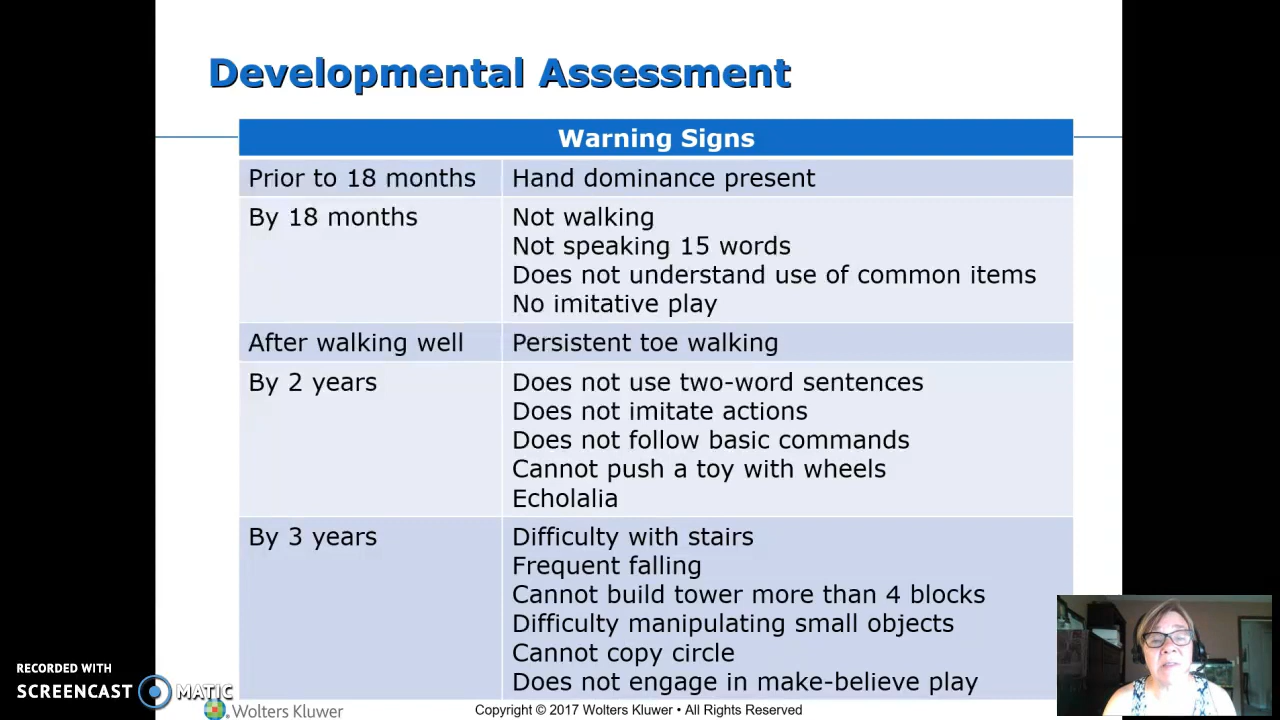 Developmental Assessment
Warning Signs
Prior to 18 months
Hand dominance present
By 18 months
Not walking
Not speaking 15 words
Does not understand use of common items
No imitative play
After walking well
Persistent toe walking
By 2 years
Does not use two-word sentences
Does not imitate actions
Does not follow basic commands
Cannot push a toy with wheels
Echolalia
By 3 years
Difficulty with stairs
Frequent falling
Cannot build tower more than 4 blocks
Difficulty manipulating small objects
Cannot copy circle
Does not engage in make-believe play
RECORDED WITH
SCREENCAST MATIC
Wolters Kluwer
Copyright © 2017 Wolters Kluwer • All Rights Reserved